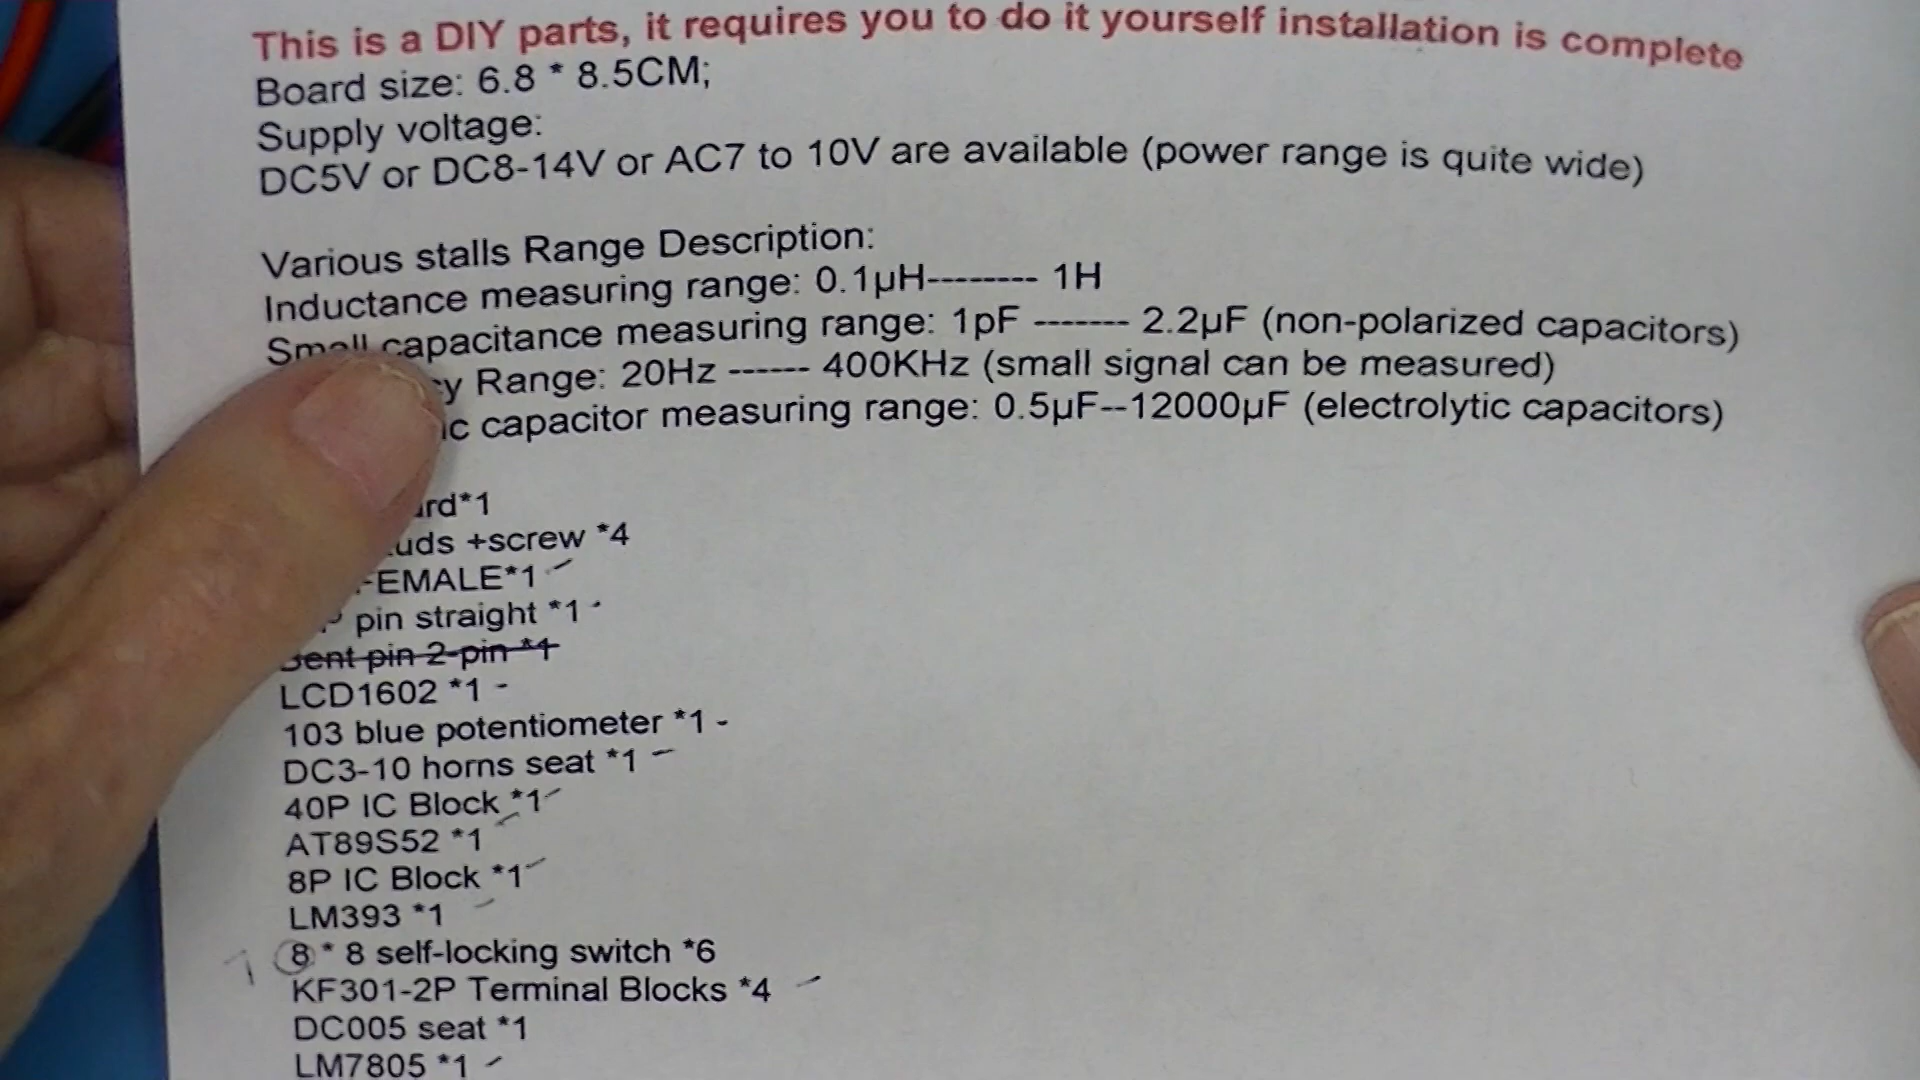 This is a DIY parts, it requires you to do it yourself installation is complete
Board size: 6.8 * 8.5CM;
Supply voltage:
DC5V or DC8-14V or AC7 to 10V are available (power range is quite wide)
Various stalls Range Description:
Inductance measuring range: 0.1µH-------- 1H
Small capacitance measuring range: 1pF ------- 2.2µF (non-polarized capacitors)
Range: 20Hz ------ 400KHz (small signal can be measured)
capacitor measuring range: 0.5µF--12000µF (electrolytic capacitors)
*1
+screw *4
FEMALE*1
pin straight *1
pin 2-pin *1
LCD1602 *1
103 blue potentiometer *1
DC3-10 horns seat *1
40P IC Block *1
AT89S52 *1
8P IC Block *1
LM393 *1
7 8 * 8 self-locking switch *6
KF301-2P Terminal Blocks *4
DC005 seat *1
LM7805 *1